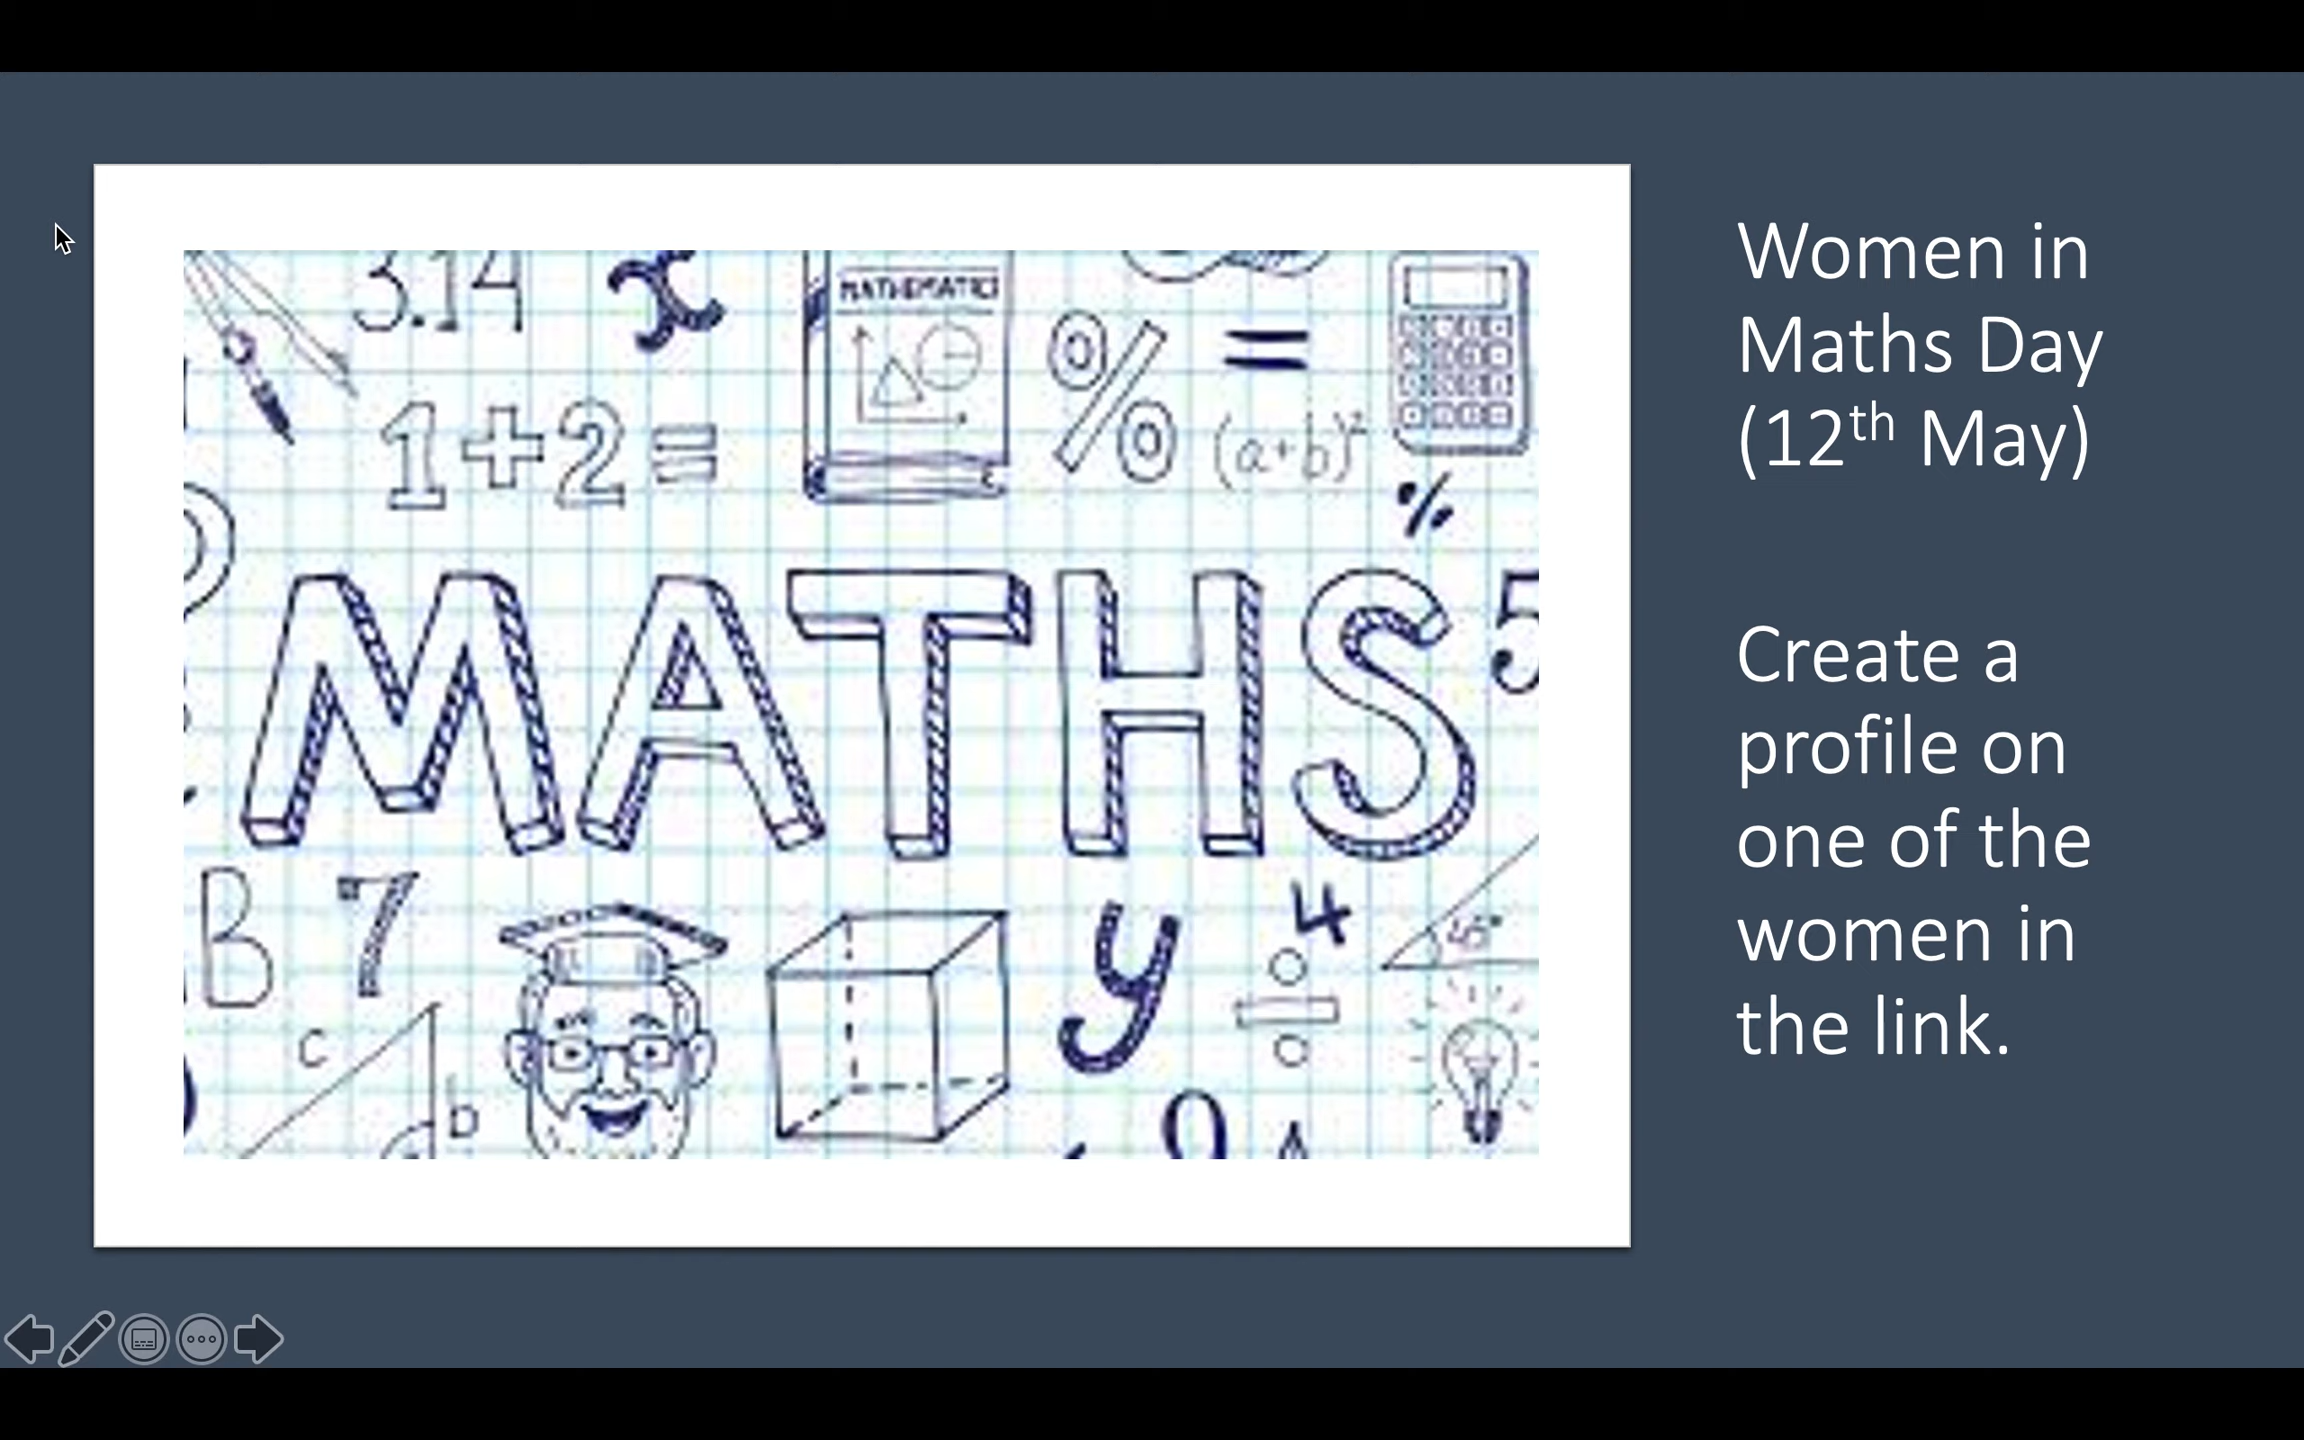 3.14
x
MATHEMATICS
%
=
1+2=
(a+b)²
%
MATHS
5
B
7
y
4
÷
45°
c
b
Women in
Maths Day
(12th May)
Create a
profile on
one of the
women in
the link.